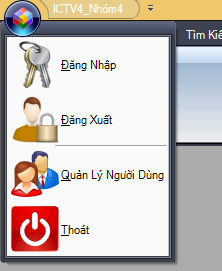 ICTV4_Nhóm4
Tìm Kiế
Đăng Nhập
Đăng Xuất
Quản Lý Người Dùng
Thoát